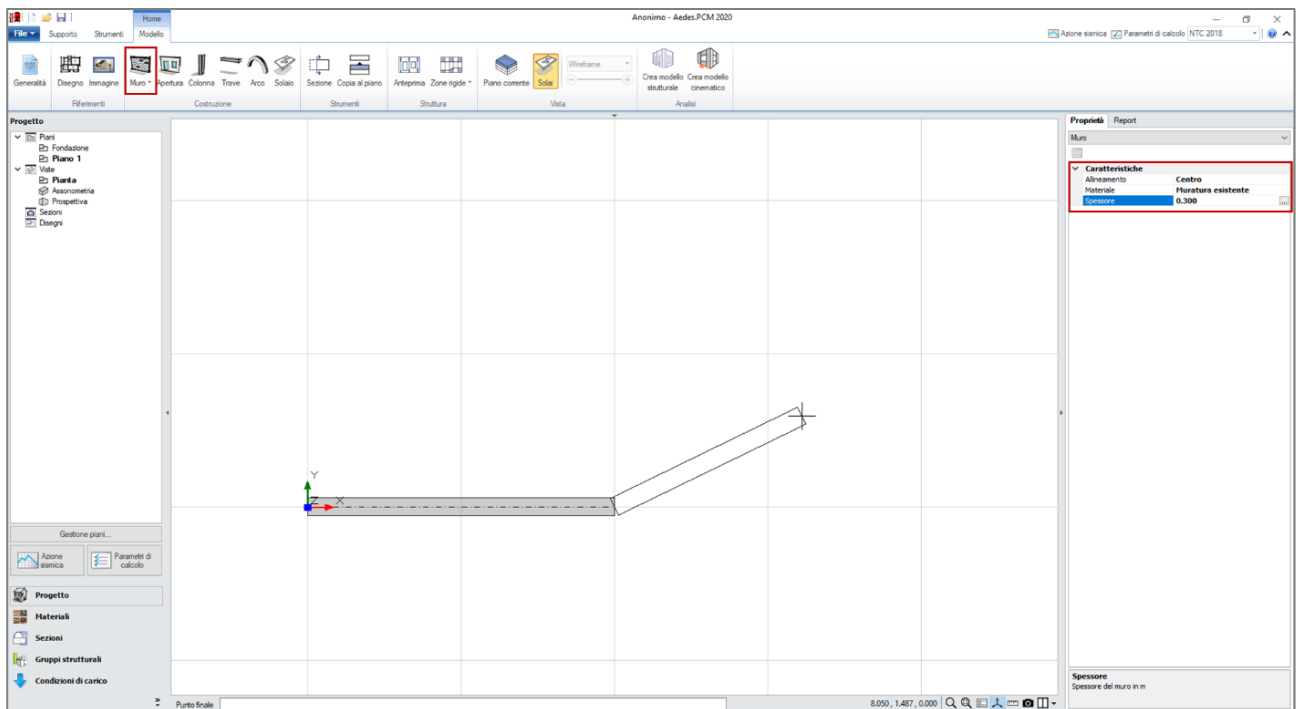 Home
Anonimo - Aedes.PCM 2020
File Supporto Strumenti Modello
Azione sismica Parametri di calcolo NTC 2018
Generalità Disegno Immagine Muro Apertura Colonna Trave Arco Solaio Sezione Copia al piano Anteprima Zone rigide Piano corrente Solai Wireframe Crea modello strutturale Crea modello cinematico
Riferimenti Costruzione Strumenti Struttura Vista Analisi
Progetto
Piani
Fondazione
Piano 1
Viste
Pianta
Assonometria
Prospettiva
Sezioni
Disegni
Gestione piani...
Azione sismica
Parametri di calcolo
Progetto
Materiali
Sezioni
Gruppi strutturali
Condizioni di carico
Y
Z X
Punto finale
8.050 , 1.487 , 0.000
Proprietà Report
Muro
Caratteristiche
Allineamento Centro
Materiale Muratura esistente
Spessore 0.300 ...
Spessore
Spessore del muro in m